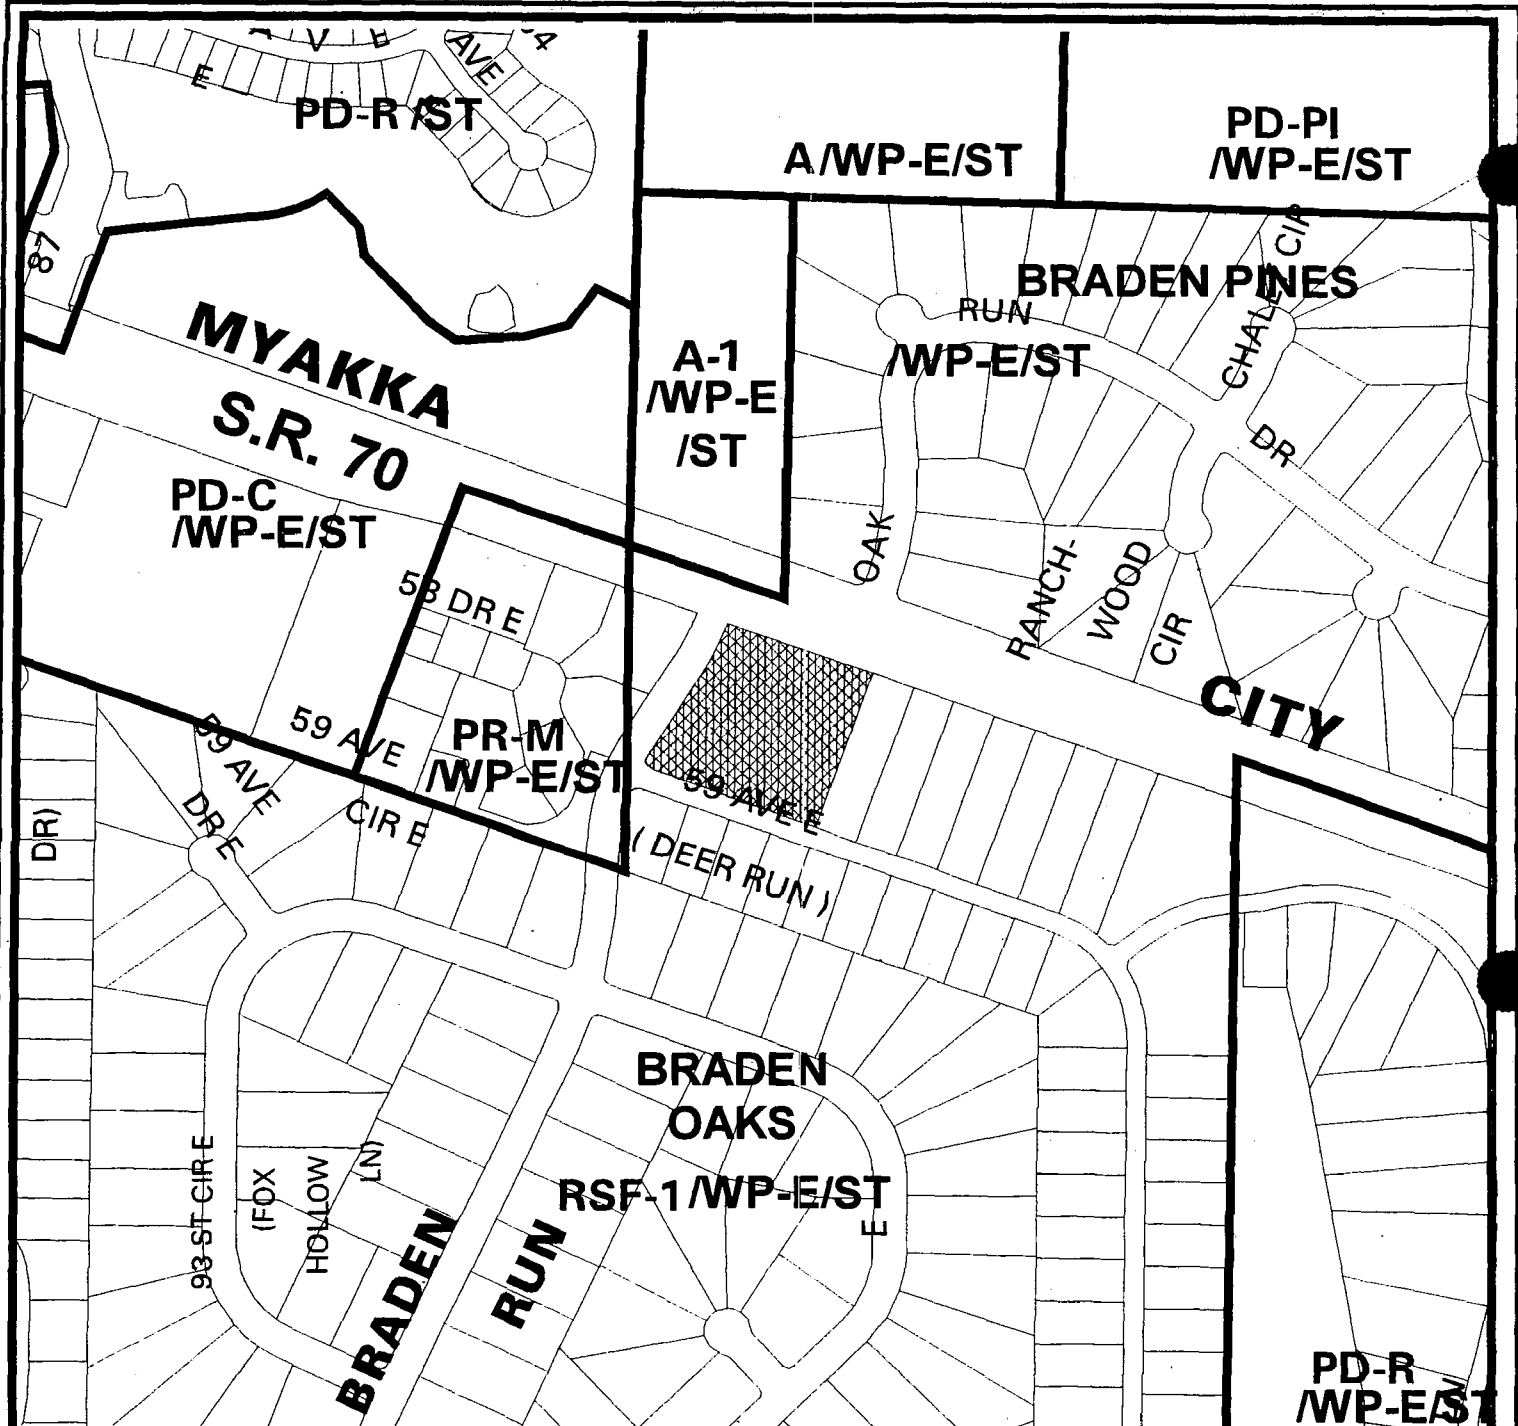 AVE
AVE
E
PD-R/ST
PD-PI
/WP-E/ST
A/WP-E/ST
87
BRADEN PINES
CHALET CIR
RUN
/WP-E/ST
MYAKKA
S.R. 70
A-1
/WP-E
/ST
DR
PD-C
/WP-E/ST
OAK
RANCH-
WOOD
CIR
58 DR E
CITY
59 AVE
59 AVE
DR E
CIR E
PR-M
/WP-E/ST
59 AVE E
( DEER RUN )
DR)
BRADEN
OAKS
RSF-1/WP-E/ST
E
93 ST CIR E
(FOX
HOLLOW
LN)
BRADEN
RUN
PD-R
/WP-E/ST